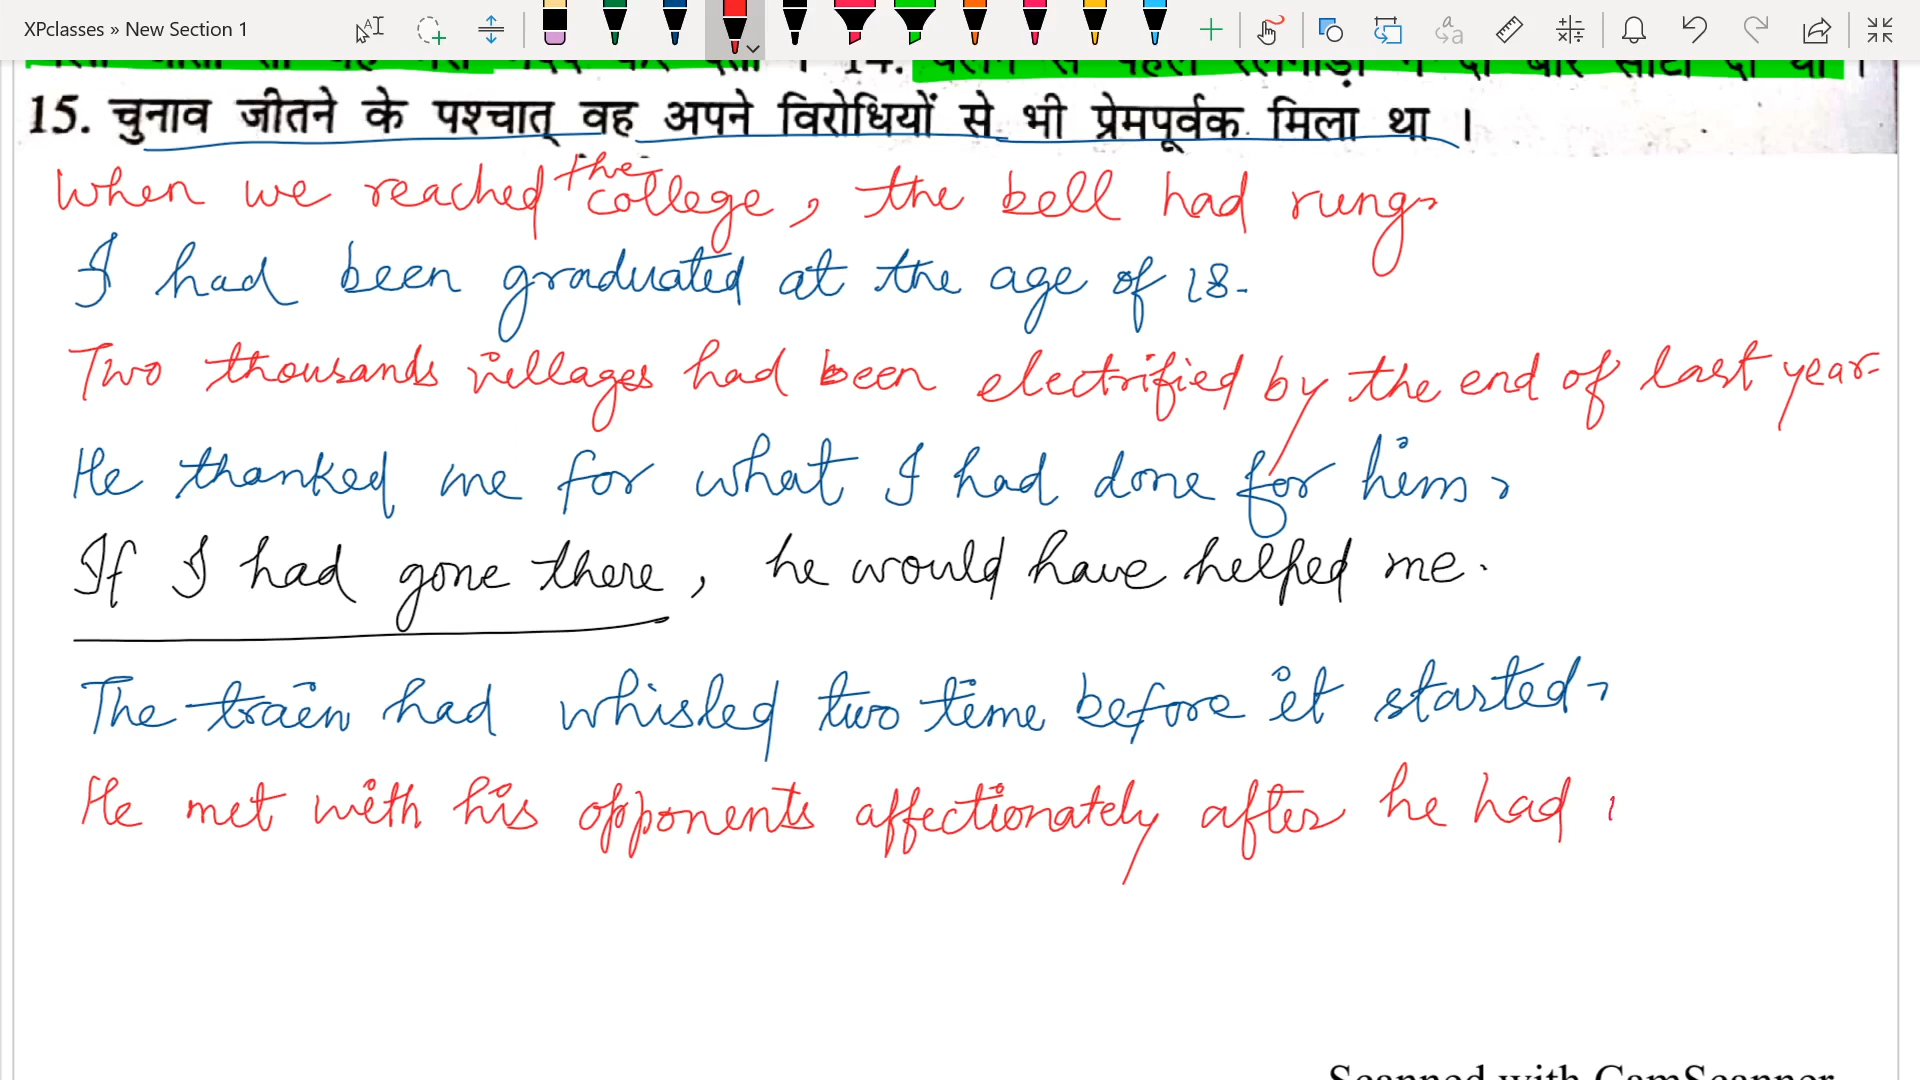 XPclasses » New Section 1
14. चलने से पहले रेलगाड़ी ने दो बार सीटी दी थी ।
15. चुनाव जीतने के पश्चात् वह अपने विरोधियों से भी प्रेमपूर्वक मिला था ।
When we reached the college, the bell had rung.
I had been graduated at the age of 18.
Two thousands villages had been electrified by the end of last year.
He thanked me for what I had done for him.
If I had gone there, he would have helped me.
The train had whisled two time before it started.
He met with his opponents affectionately after he had
Scanned with CamScanner